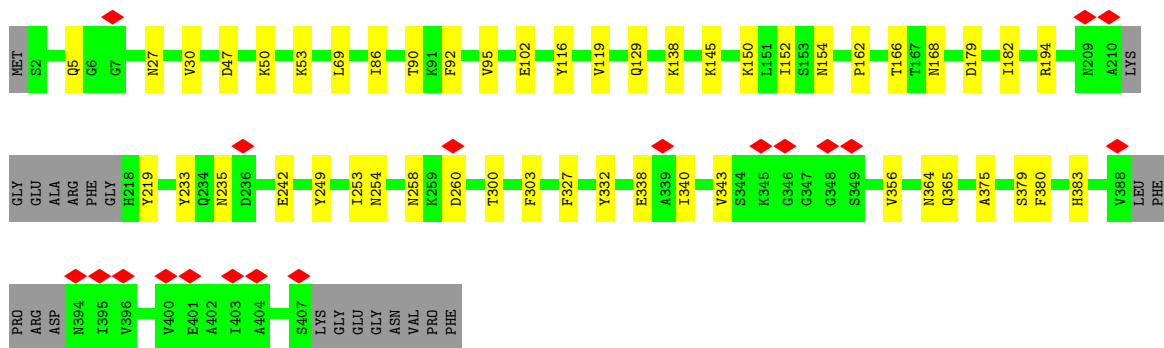 MET S2 Q5 G6 G7 N27 V30 D47 K50 K53 L69 I86 T90 K91 F92 V95 E102 Y116 V119 Q129 K138 K145 K150 L151 I152 S153 N154 P162 T166 T167 N168 D179 I182 R194 N209 A210 LYS
GLY GLU ALA ARG PHE GLY H218 Y219 Y233 Q234 N235 D236 E242 Y249 I253 N254 N258 K259 D260 T300 F303 F327 Y332 E338 A339 I340 V343 S344 K345 G346 G347 G348 S349 V356 N364 Q365 A375 S379 F380 H383 V388 LEU PHE
PRO ARG ASP N394 I395 V396 V400 E401 A402 I403 A404 S407 LYS GLY GLU GLY ASN VAL PRO PHE